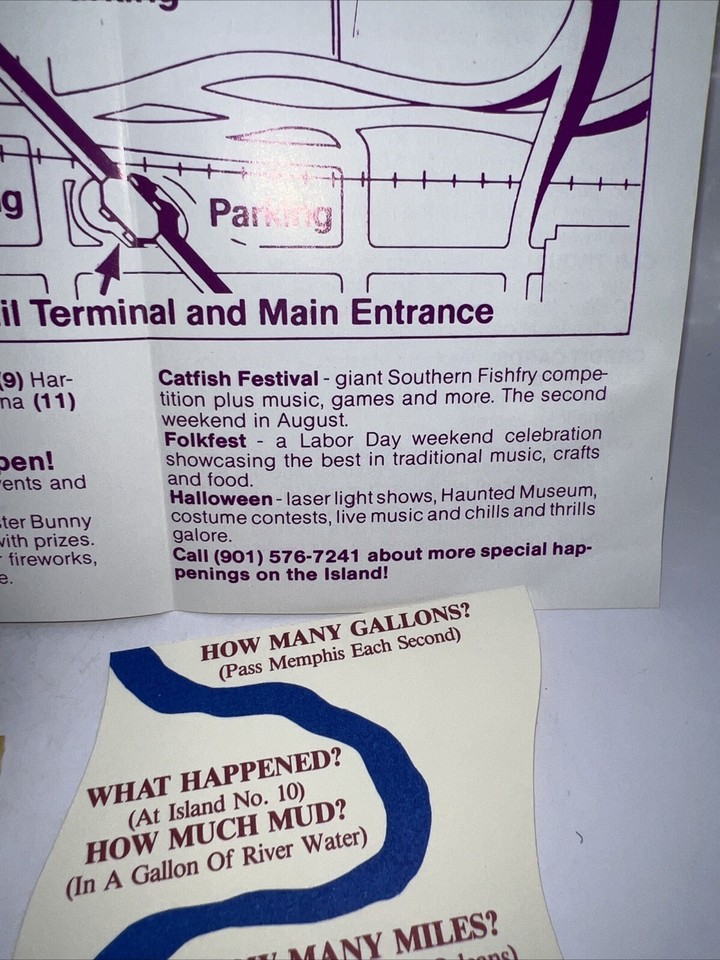 Parking
il Terminal and Main Entrance
(9) Har-
na (11)
pen!
vents and
ster Bunny
with prizes.
fireworks,
e.
Catfish Festival - giant Southern Fishfry compe-
tition plus music, games and more. The second
weekend in August.
Folkfest - a Labor Day weekend celebration
showcasing the best in traditional music, crafts
and food.
Halloween - laser light shows, Haunted Museum,
costume contests, live music and chills and thrills
galore.
Call (901) 576-7241 about more special hap-
penings on the Island!
HOW MANY GALLONS?
(Pass Memphis Each Second)
WHAT HAPPENED?
(At Island No. 10)
HOW MUCH MUD?
(In A Gallon Of River Water)
MANY MILES?